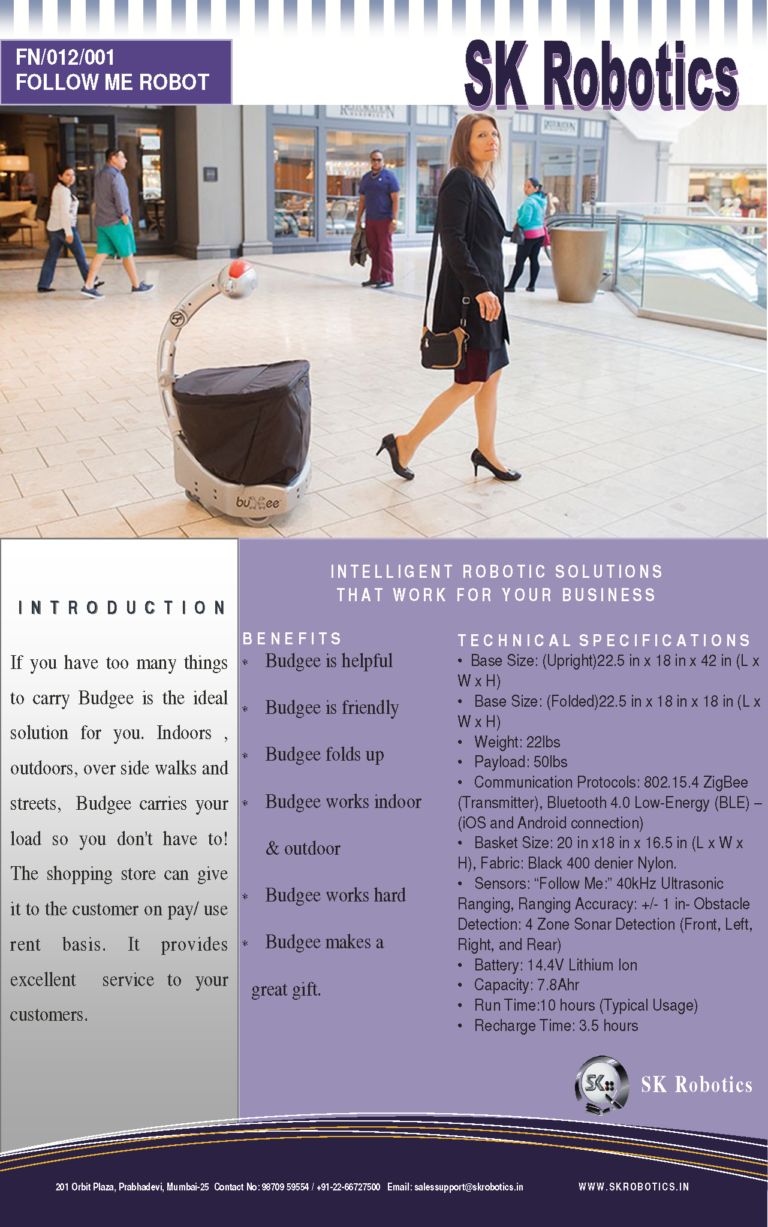 FN/012/001
FOLLOW ME ROBOT
SK Robotics
budgee
INTRODUCTION
If you have too many things
to carry Budgee is the ideal
solution for you. Indoors ,
outdoors, over side walks and
streets, Budgee carries your
load so you don't have to!
The shopping store can give
it to the customer on pay/ use
rent basis. It provides
excellent service to your
customers.
INTELLIGENT ROBOTIC SOLUTIONS
THAT WORK FOR YOUR BUSINESS
BENEFITS
* Budgee is helpful
* Budgee is friendly
* Budgee folds up
* Budgee works indoor
& outdoor
* Budgee works hard
* Budgee makes a
great gift.
TECHNICAL SPECIFICATIONS
• Base Size: (Upright)22.5 in x 18 in x 42 in (L x
W x H)
• Base Size: (Folded)22.5 in x 18 in x 18 in (L x
W x H)
• Weight: 22lbs
• Payload: 50lbs
• Communication Protocols: 802.15.4 ZigBee
(Transmitter), Bluetooth 4.0 Low-Energy (BLE) –
(iOS and Android connection)
• Basket Size: 20 in x18 in x 16.5 in (L x W x
H), Fabric: Black 400 denier Nylon.
• Sensors: “Follow Me:” 40kHz Ultrasonic
Ranging, Ranging Accuracy: +/- 1 in- Obstacle
Detection: 4 Zone Sonar Detection (Front, Left,
Right, and Rear)
• Battery: 14.4V Lithium Ion
• Capacity: 7.8Ahr
• Run Time:10 hours (Typical Usage)
• Recharge Time: 3.5 hours
SK
SK Robotics
201 Orbit Plaza, Prabhadevi, Mumbai-25 Contact No: 98709 59554 / +91-22-66727500 Email: salessupport@skrobotics.in
WWW.SKROBOTICS.IN